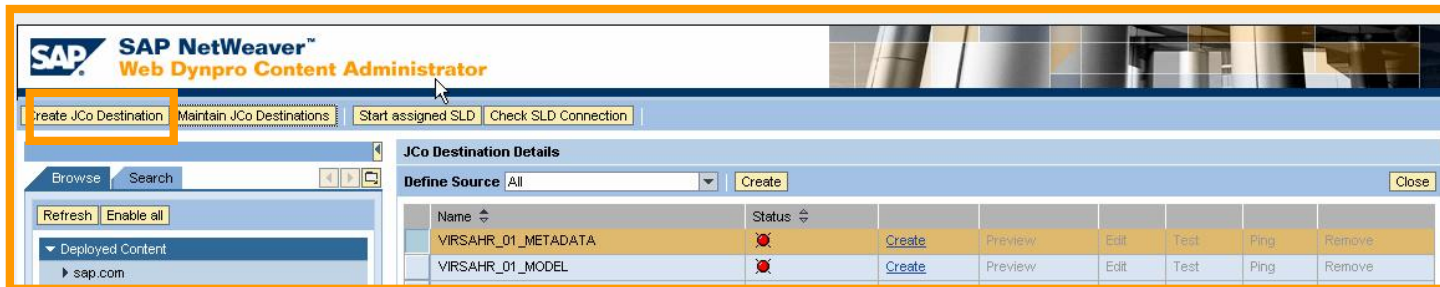 SAP SAP NetWeaver™
Web Dynpro Content Administrator
Create JCo Destination Maintain JCo Destinations Start assigned SLD Check SLD Connection
JCo Destination Details
Browse Search
Define Source All Create Close
Refresh Enable all
Name Status
Deployed Content
VIRSAHR_01_METADATA Create Preview Edit Test Ping Remove
sap.com
VIRSAHR_01_MODEL Create Preview Edit Test Ping Remove